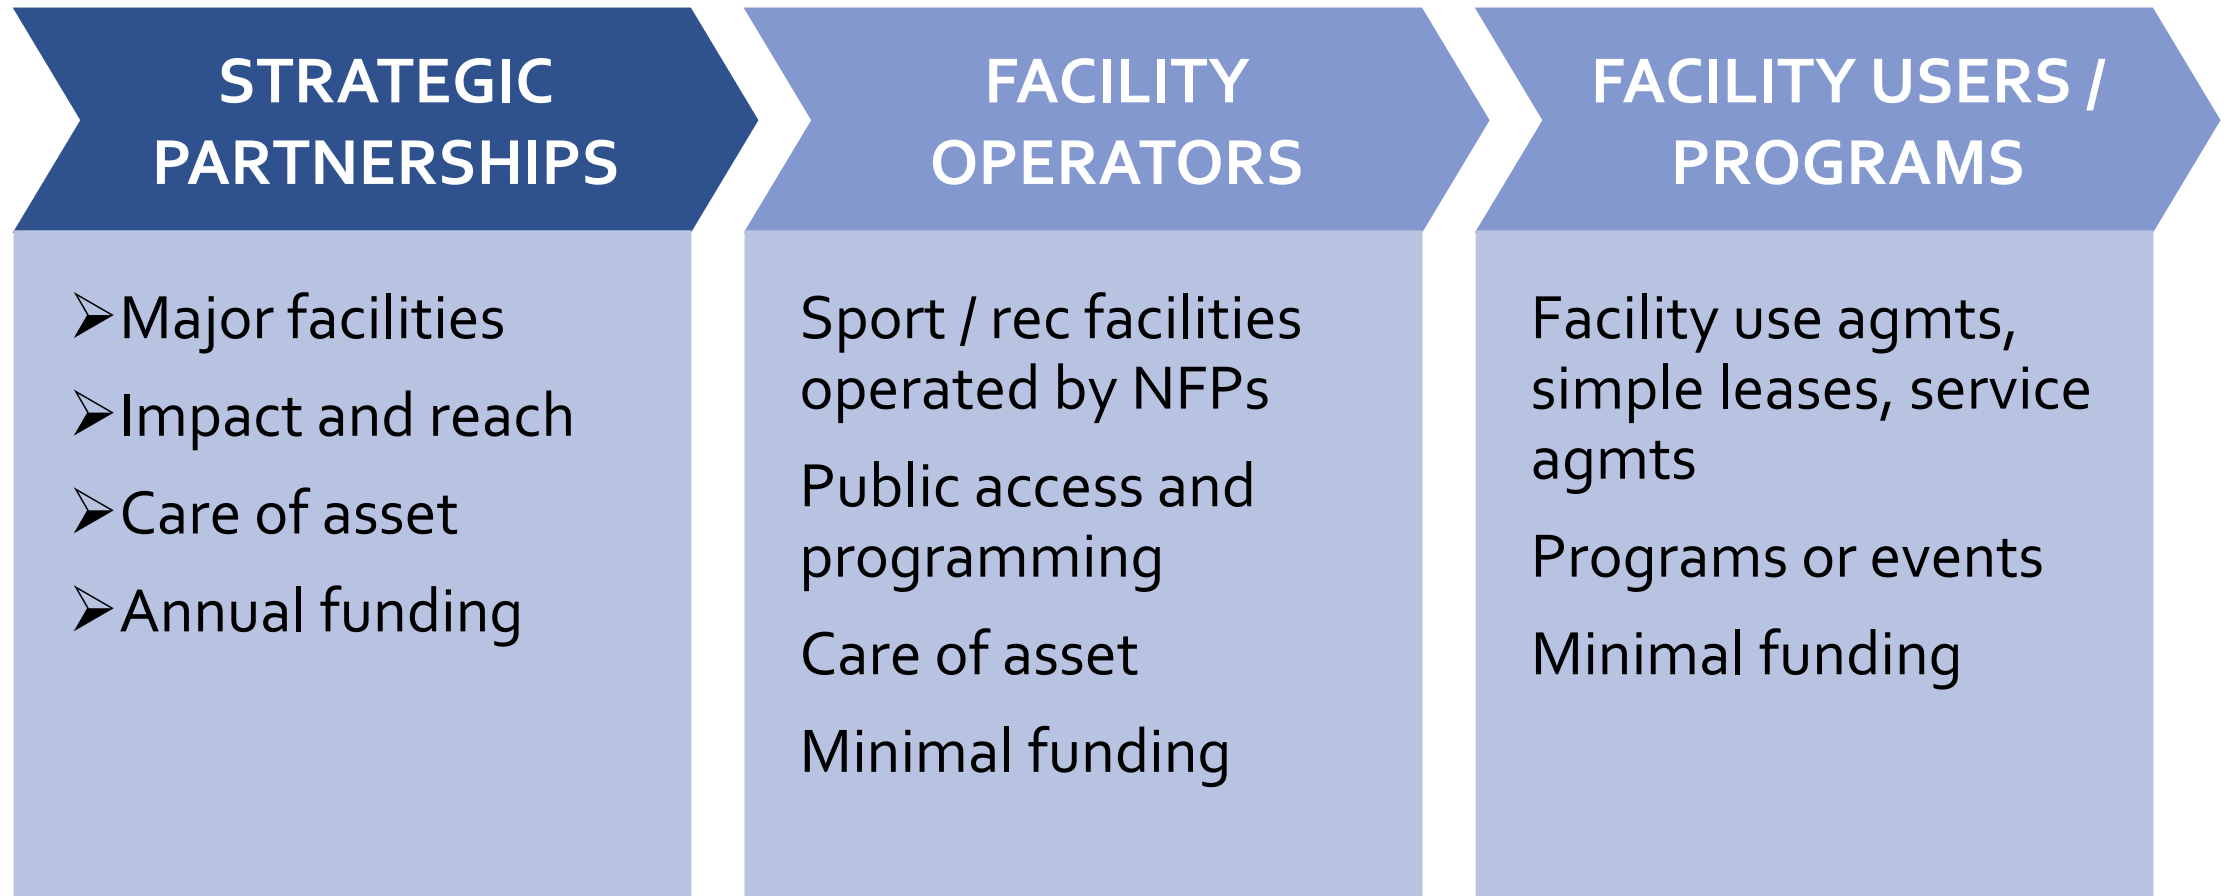 STRATEGIC
PARTNERSHIPS
➢Major facilities
➢Impact and reach
➢Care of asset
➢Annual funding
FACILITY
OPERATORS
Sport / rec facilities
operated by NFPs
Public access and
programming
Care of asset
Minimal funding
FACILITY USERS /
PROGRAMS
Facility use agmts,
simple leases, service
agmts
Programs or events
Minimal funding